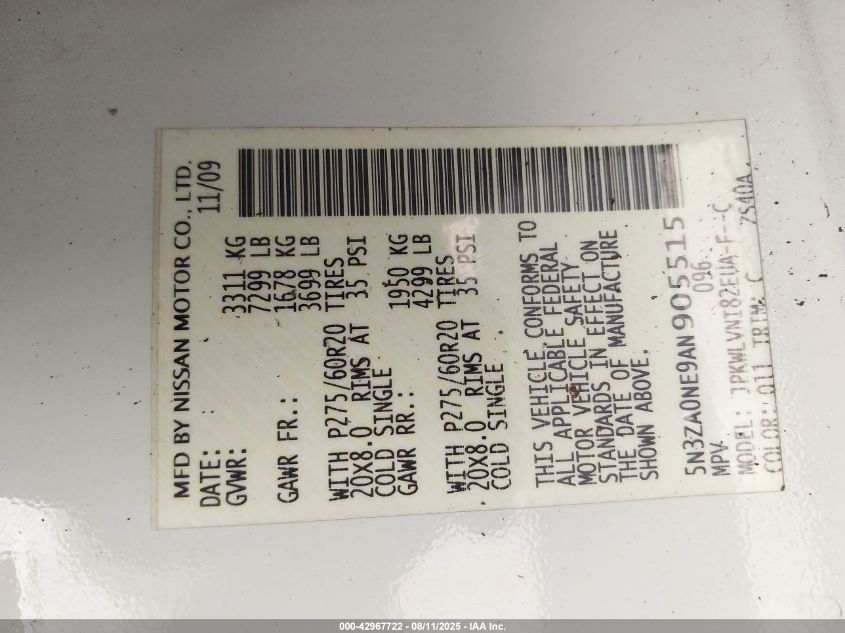 MFD BY NISSAN MOTOR CO., LTD.
DATE: 11/09
GVWR: 3311 KG
7299 LB
GAWR FR.: 1678 KG
3699 LB
WITH P275/60R20 TIRES
20X8.0 RIMS AT 35 PSI
COLD SINGLE
GAWR RR.: 1950 KG
4299 LB
WITH P275/60R20 TIRES
20X8.0 RIMS AT 35 PSI
COLD SINGLE
THIS VEHICLE CONFORMS TO
ALL APPLICABLE FEDERAL
MOTOR VEHICLE SAFETY
STANDARDS IN EFFECT ON
THE DATE OF MANUFACTURE
SHOWN ABOVE.
5N3ZA0NE9AN905515
MPV 096
MODEL: JPKWLVNT82EUA-F--C
COLOR: Q11 TRIM: C ZS40A
000-42967722 - 08/11/2025 - IAA Inc.